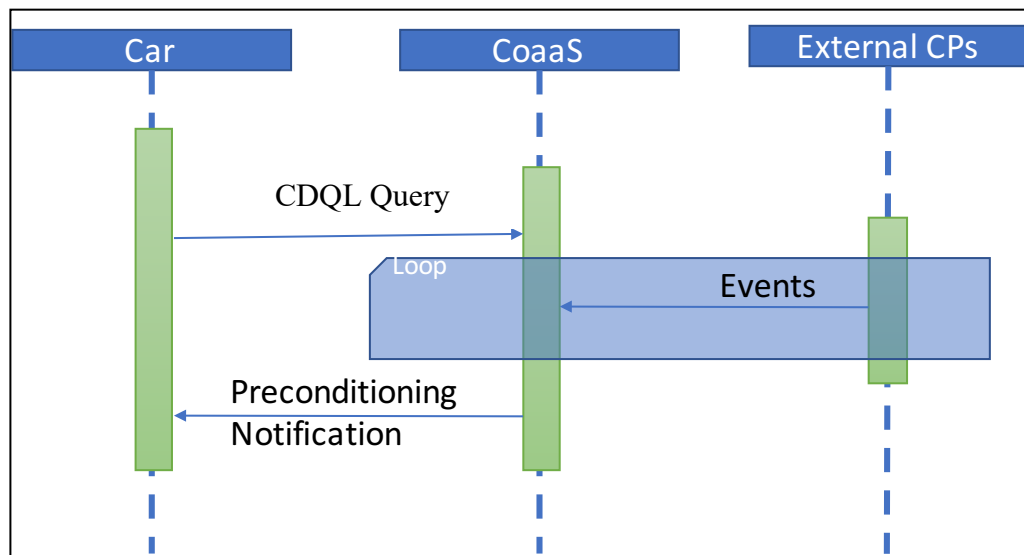 Car
CoaaS
External CPs
CDQL Query
Loop
Events
Preconditioning
Notification